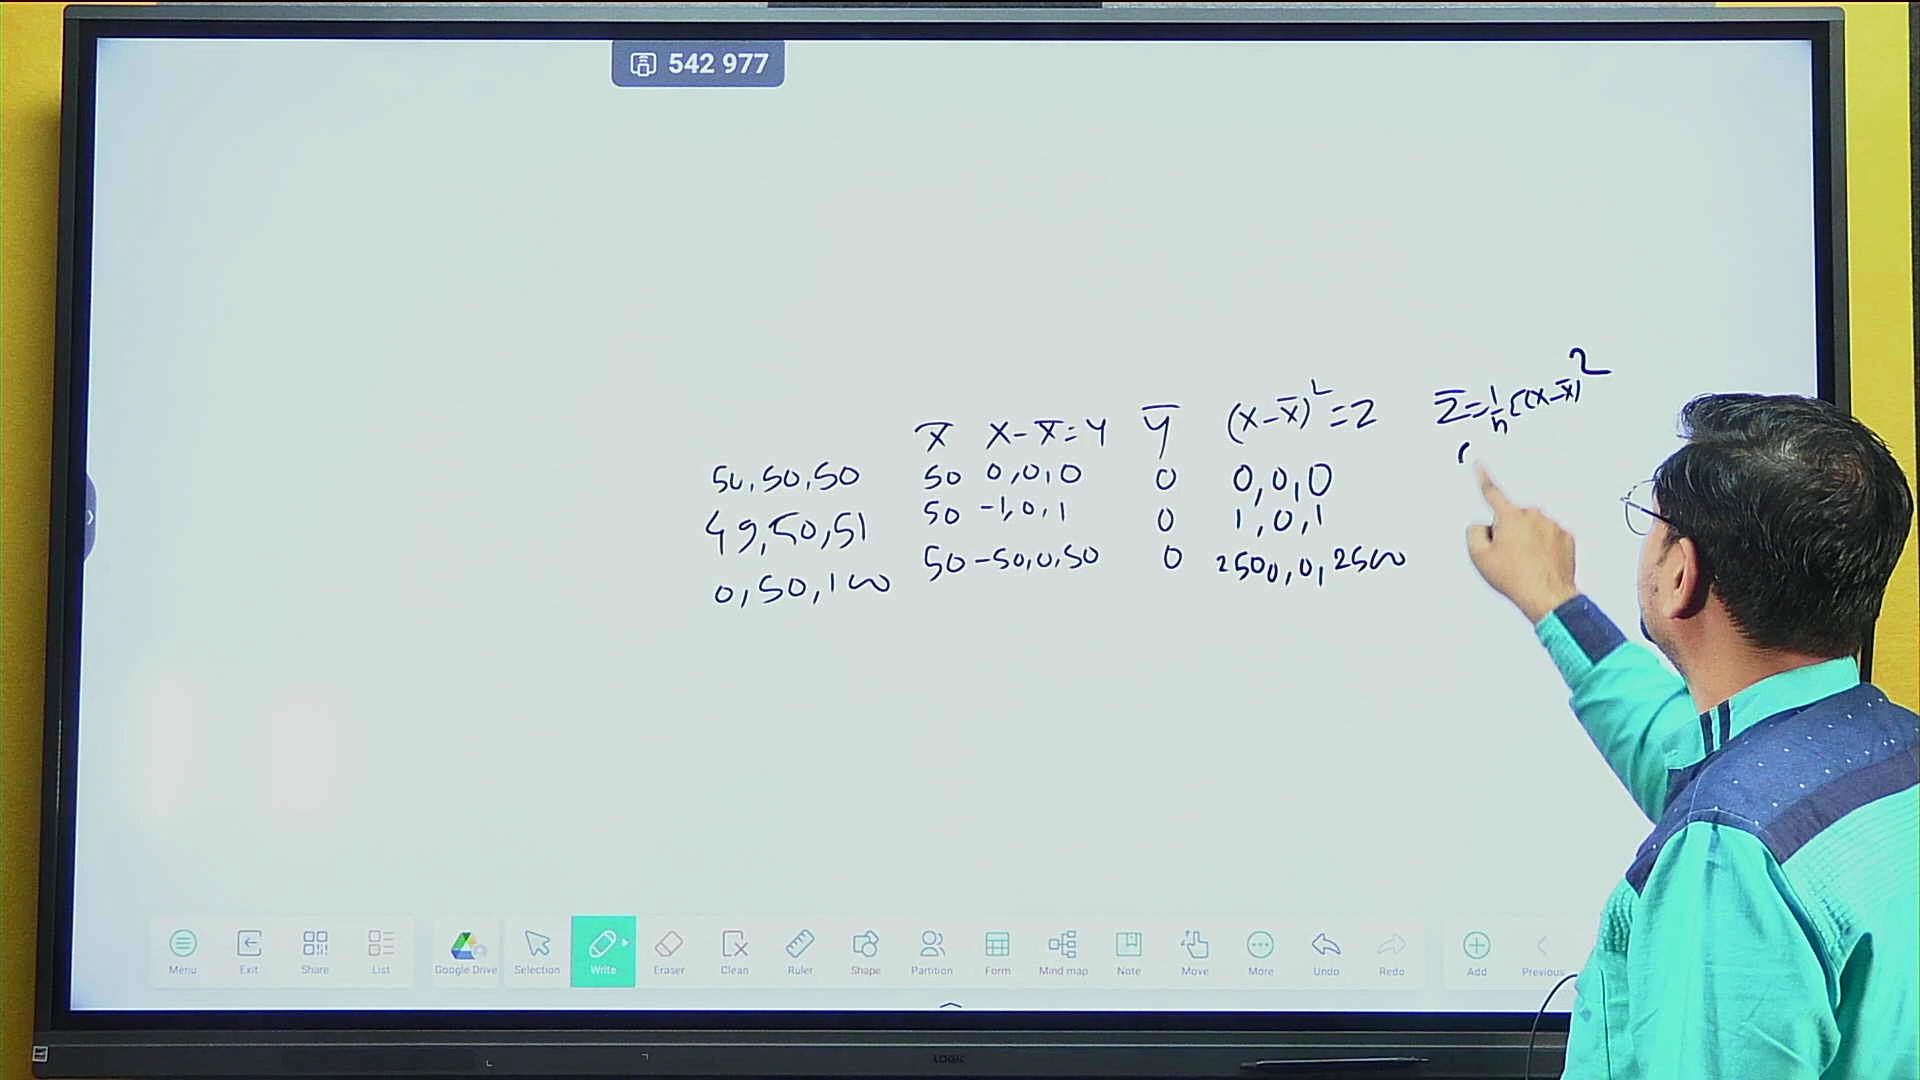 542 977
x̄ x-x̄=y ȳ (x-x̄)²=z z̄=1/n Σ(x-x̄)²
50,50,50 50 0,0,0 0 0,0,0
49,50,51 50 -1,0,1 0 1,0,1
0,50,100 50 -50,0,50 0 2500,0,2500
Menu Exit Share List Google Drive Selection Write Eraser Clean Ruler Shape Partition Form Mind map Note Move More Undo Redo Add Previous
LOGIC